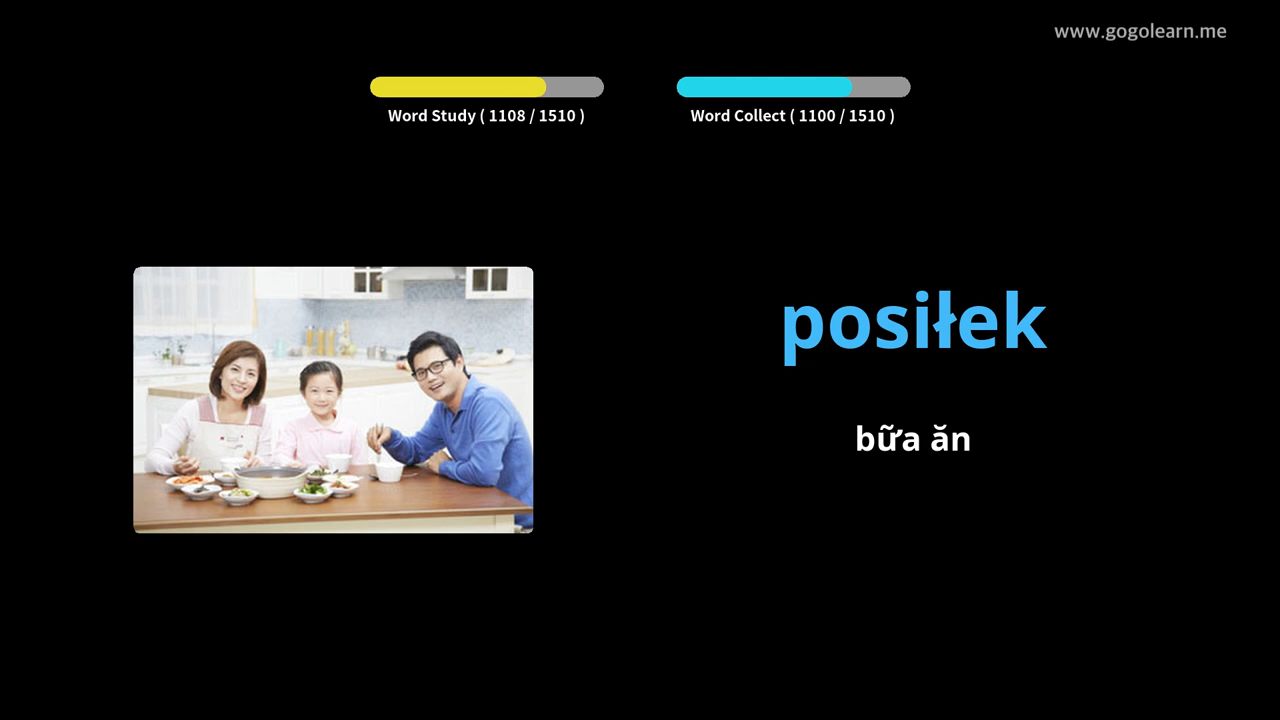 www.gogolearn.me
Word Study ( 1108 / 1510 )
Word Collect ( 1100 / 1510 )
posiłek
bữa ăn